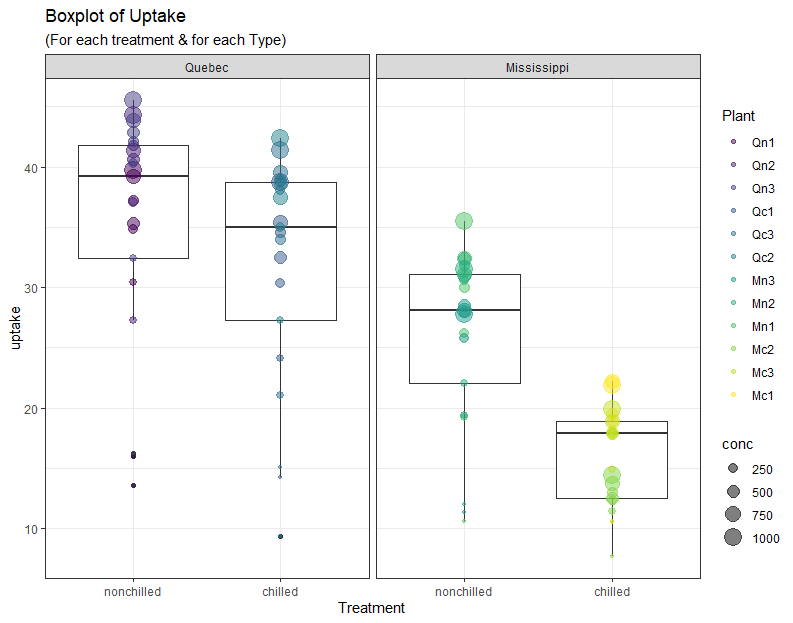 Boxplot of Uptake
(For each treatment & for each Type)
Quebec
Mississippi
uptake
40
30
20
10
nonchilled
chilled
nonchilled
chilled
Treatment
Plant
Qn1
Qn2
Qn3
Qc1
Qc3
Qc2
Mn3
Mn2
Mn1
Mc2
Mc3
Mc1
conc
250
500
750
1000